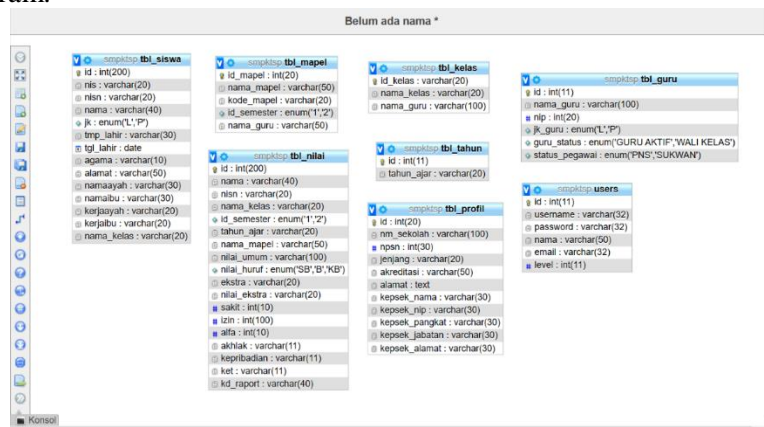 Belum ada nama *
smpktsp tbl_siswa
id : int(200)
nis : varchar(20)
nisn : varchar(20)
nama : varchar(40)
jk : enum('L','P')
tmp_lahir : varchar(30)
tgl_lahir : date
agama : varchar(10)
alamat : varchar(50)
namaayah : varchar(30)
namaibu : varchar(30)
kerjaayah : varchar(20)
kerjaibu : varchar(20)
nama_kelas : varchar(20)
smpktsp tbl_mapel
id_mapel : int(20)
nama_mapel : varchar(50)
kode_mapel : varchar(20)
id_semester : enum('1','2')
nama_guru : varchar(50)
smpktsp tbl_nilai
id : int(200)
nama : varchar(40)
nisn : varchar(20)
nama_kelas : varchar(20)
id_semester : enum('1','2')
tahun_ajar : varchar(20)
nama_mapel : varchar(50)
nilai_umum : varchar(100)
nilai_huruf : enum('SB','B','KB')
ekstra : varchar(20)
nilai_ekstra : varchar(20)
sakit : int(10)
izin : int(100)
alfa : int(10)
akhlak : varchar(11)
kepribadian : varchar(11)
ket : varchar(11)
kd_raport : varchar(40)
smpktsp tbl_kelas
id_kelas : varchar(20)
nama_kelas : varchar(20)
nama_guru : varchar(100)
smpktsp tbl_tahun
id : int(11)
tahun_ajar : varchar(20)
smpktsp tbl_profil
id : int(20)
nm_sekolah : varchar(100)
npsn : int(30)
jenjang : varchar(20)
akreditasi : varchar(50)
alamat : text
kepsek_nama : varchar(30)
kepsek_nip : varchar(30)
kepsek_pangkat : varchar(30)
kepsek_jabatan : varchar(30)
kepsek_alamat : varchar(30)
smpktsp tbl_guru
id : int(11)
nama_guru : varchar(100)
nip : int(20)
jk_guru : enum('L','P')
guru_status : enum('GURU AKTIF','WALI KELAS')
status_pegawai : enum('PNS','SUKWAN')
smpktsp users
id : int(11)
username : varchar(32)
password : varchar(32)
nama : varchar(50)
email : varchar(32)
level : int(11)
Konsol